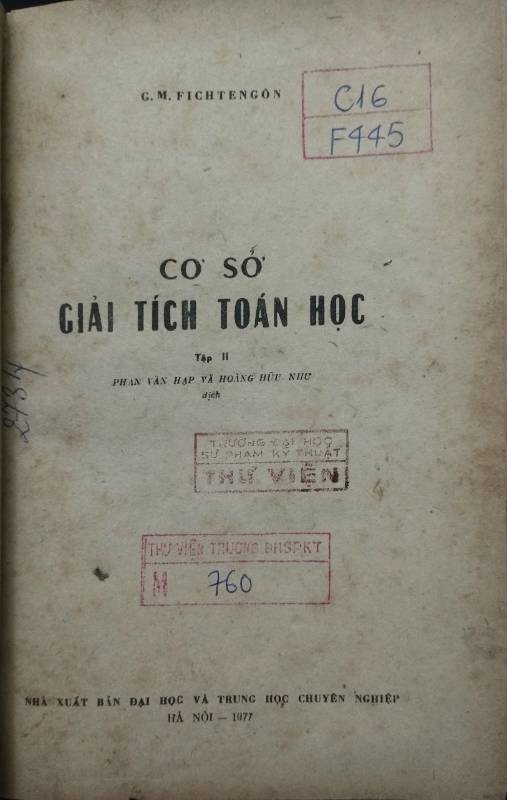 G. M. FICHTENGÔN
C16
F445
CƠ SỞ
GIẢI TÍCH TOÁN HỌC
Tập II
PHAN VĂN HẠP VÀ HOÀNG HỮU NHƯ
dịch
2734
TRƯỜNG ĐẠI HỌC
SƯ PHẠM KỸ THUẬT
THƯ VIỆN
THƯ VIỆN TRƯỜNG ĐHSPKT
M 760
NHÀ XUẤT BẢN ĐẠI HỌC VÀ TRUNG HỌC CHUYÊN NGHIỆP
HÀ NỘI — 1977